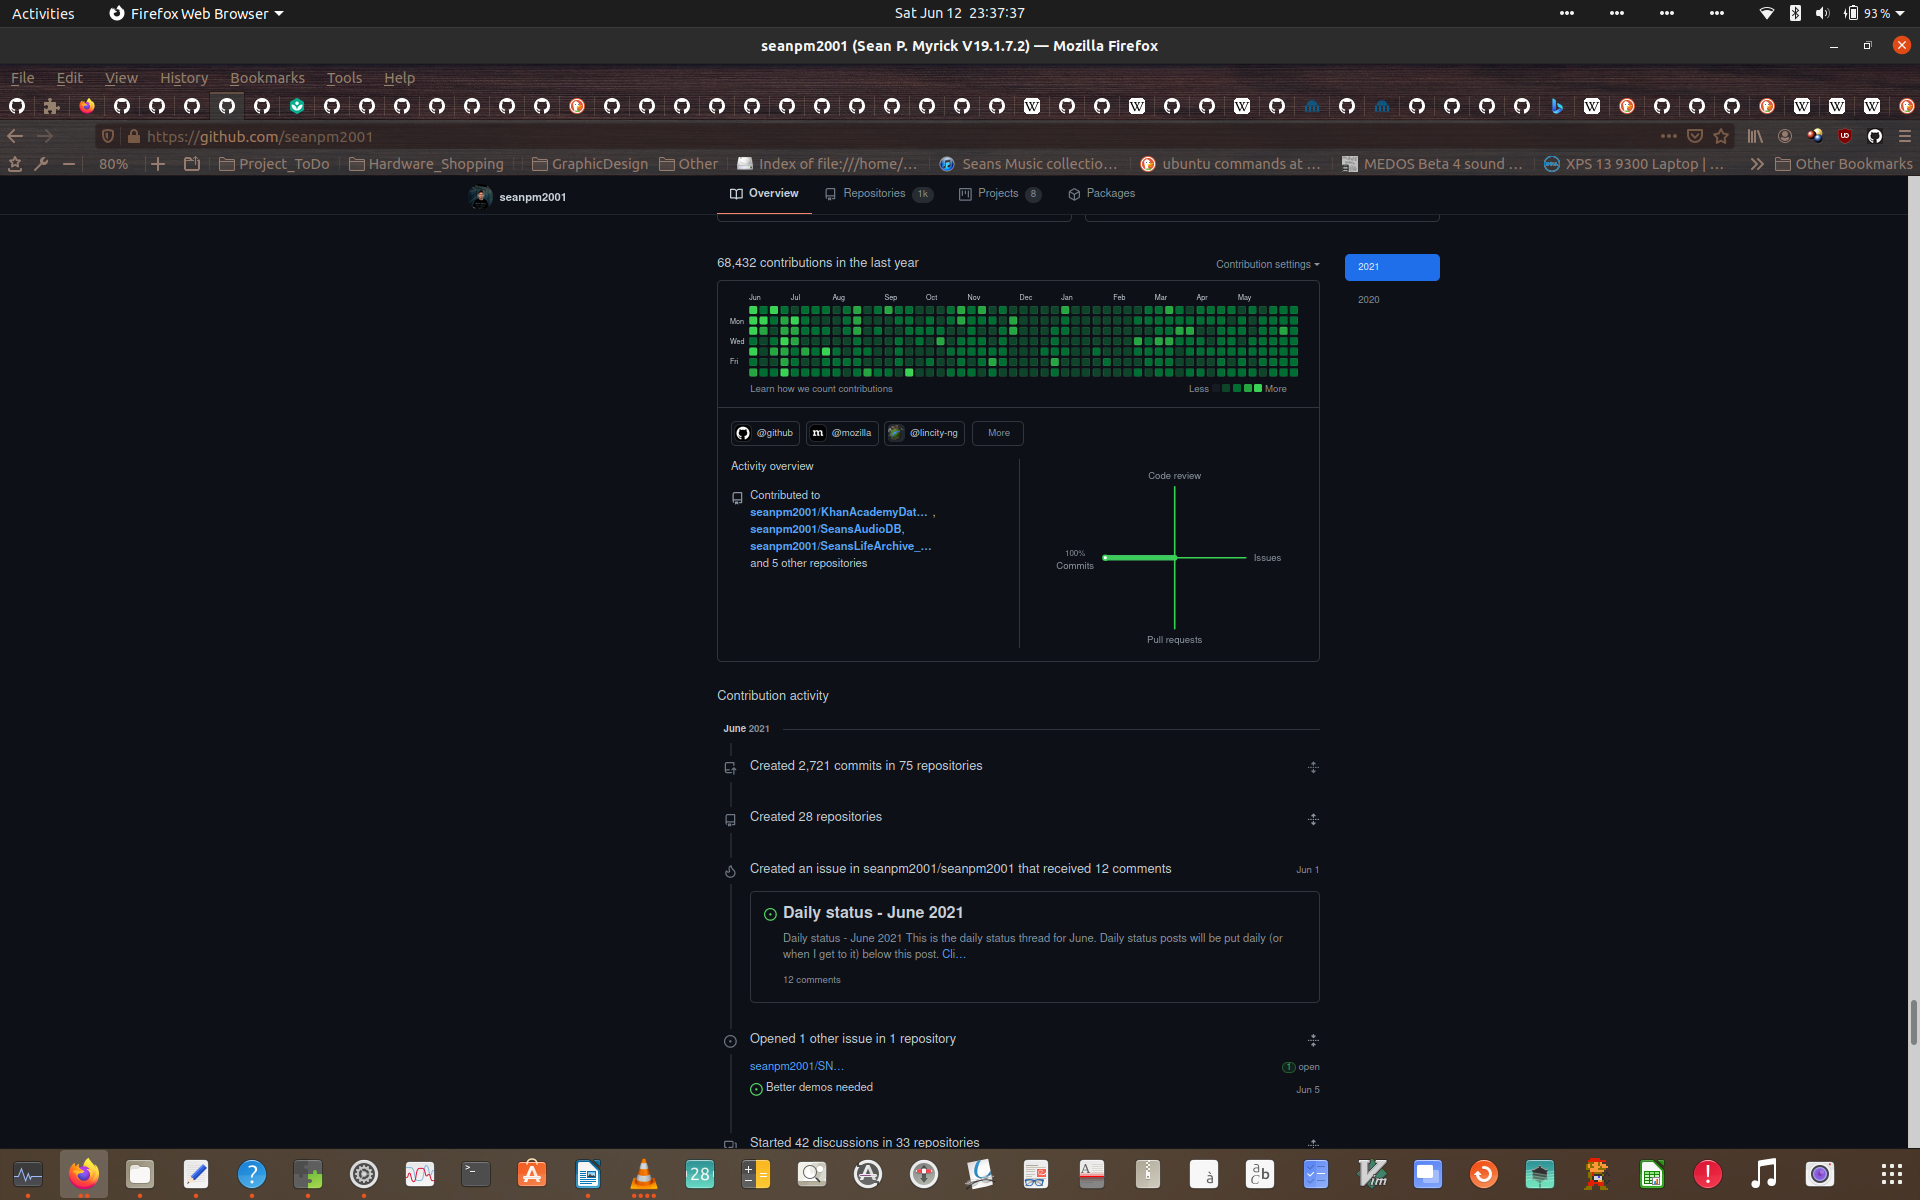 Activities
Firefox Web Browser
Sat Jun 12 23:37:37
93 %
seanpm2001 (Sean P. Myrick V19.1.7.2) — Mozilla Firefox
File Edit View History Bookmarks Tools Help
https://github.com/seanpm2001
80%
Project_ToDo
Hardware_Shopping
GraphicDesign
Other
Index of file:///home/...
Seans Music collectio...
ubuntu commands at ...
MEDOS Beta 4 sound ...
XPS 13 9300 Laptop | ...
Other Bookmarks
seanpm2001
Overview
Repositories 1k
Projects 8
Packages
68,432 contributions in the last year
Contribution settings
2021
2020
Jun Jul Aug Sep Oct Nov Dec Jan Feb Mar Apr May
Mon
Wed
Fri
Learn how we count contributions
Less More
@github
@mozilla
@lincity-ng
More
Activity overview
Contributed to
seanpm2001/KhanAcademyDat... ,
seanpm2001/SeansAudioDB,
seanpm2001/SeansLifeArchive_...
and 5 other repositories
Code review
100%
Commits
Issues
Pull requests
Contribution activity
June 2021
Created 2,721 commits in 75 repositories
Created 28 repositories
Created an issue in seanpm2001/seanpm2001 that received 12 comments
Jun 1
Daily status - June 2021
Daily status - June 2021 This is the daily status thread for June. Daily status posts will be put daily (or
when I get to it) below this post. Cli...
12 comments
Opened 1 other issue in 1 repository
seanpm2001/SN...
1 open
Better demos needed
Jun 5
Started 42 discussions in 33 repositories
28